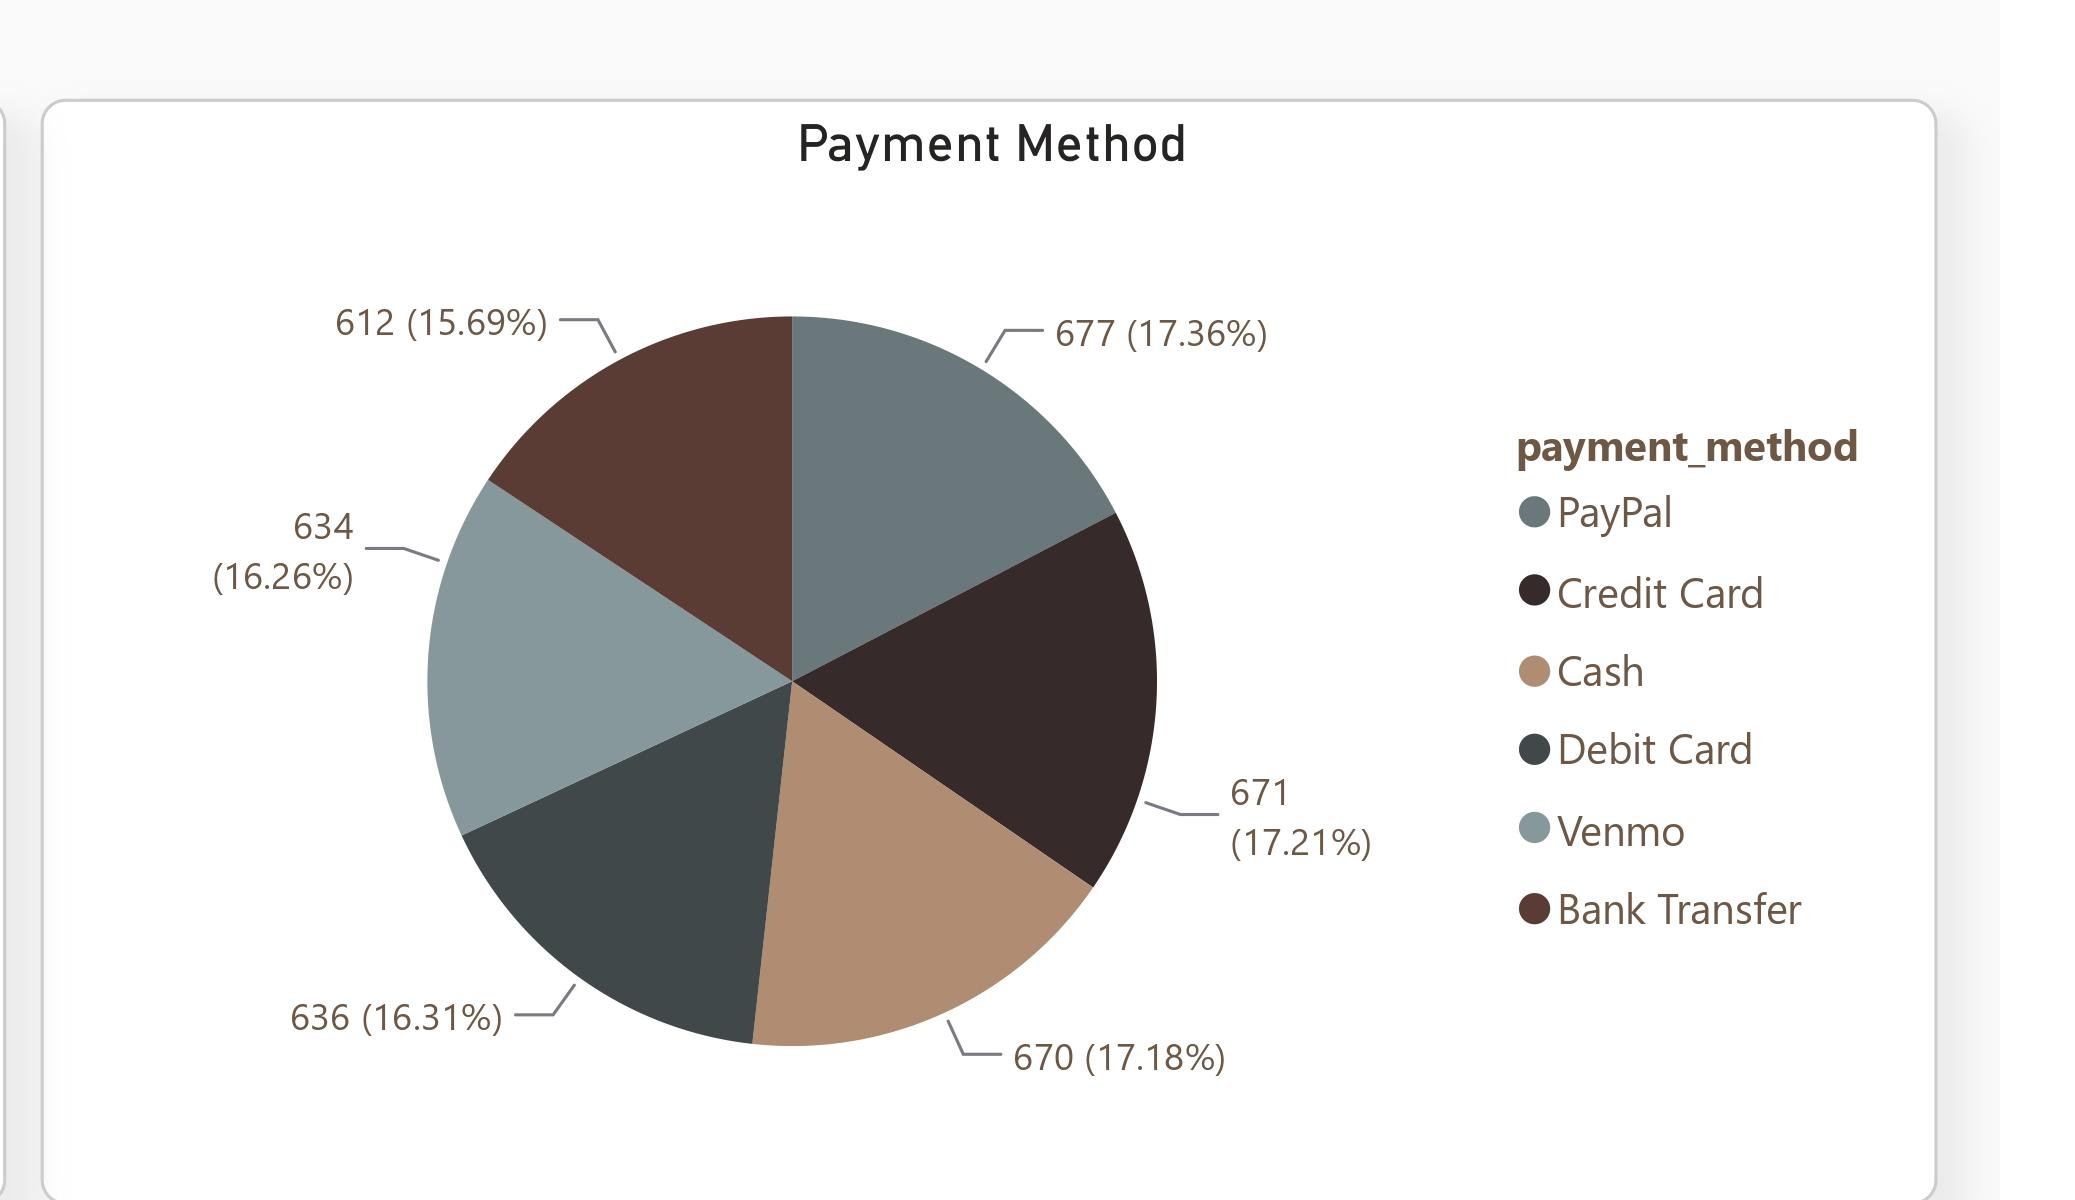 Payment Method
612 (15.69%)
677 (17.36%)
634
(16.26%)
671
(17.21%)
636 (16.31%)
670 (17.18%)
payment_method
PayPal
Credit Card
Cash
Debit Card
Venmo
Bank Transfer